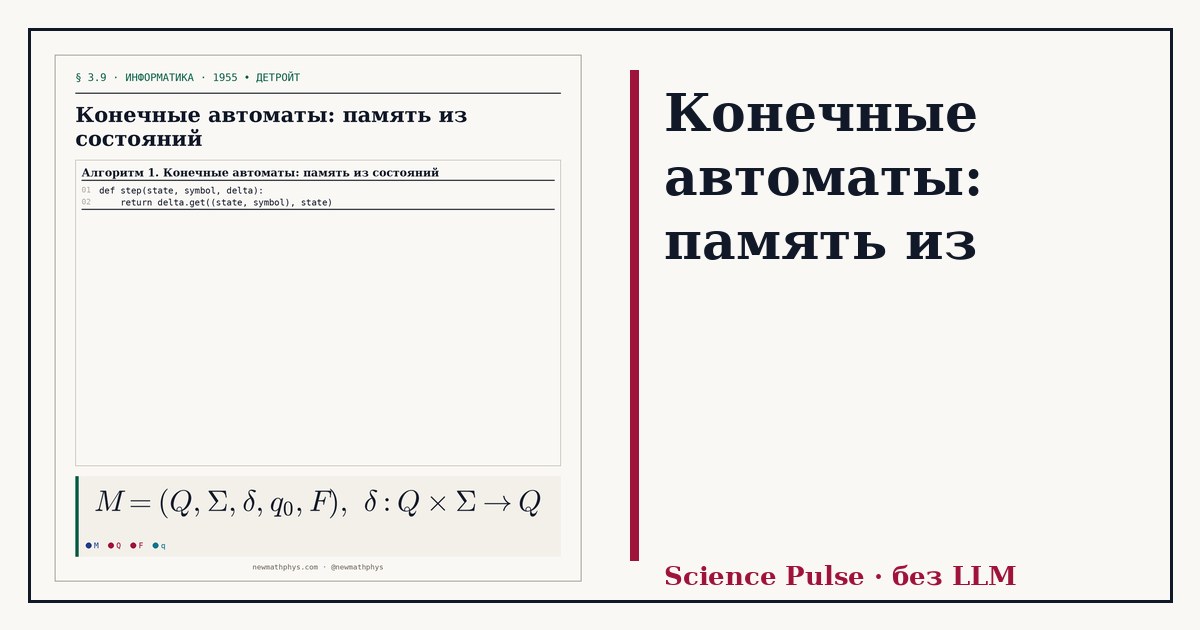 § 3.9 · ИНФОРМАТИКА · 1955 • ДЕТРОЙТ
Конечные автоматы: память из
состояний
Алгоритм 1. Конечные автоматы: память из состояний
01 def step(state, symbol, delta):
02 return delta.get((state, symbol), state)
M = (Q, Σ, δ, q₀, F), δ : Q × Σ → Q
M Q F q
newmathphys.com · @newmathphys
Конечные
автоматы:
память из
Science Pulse · без LLM